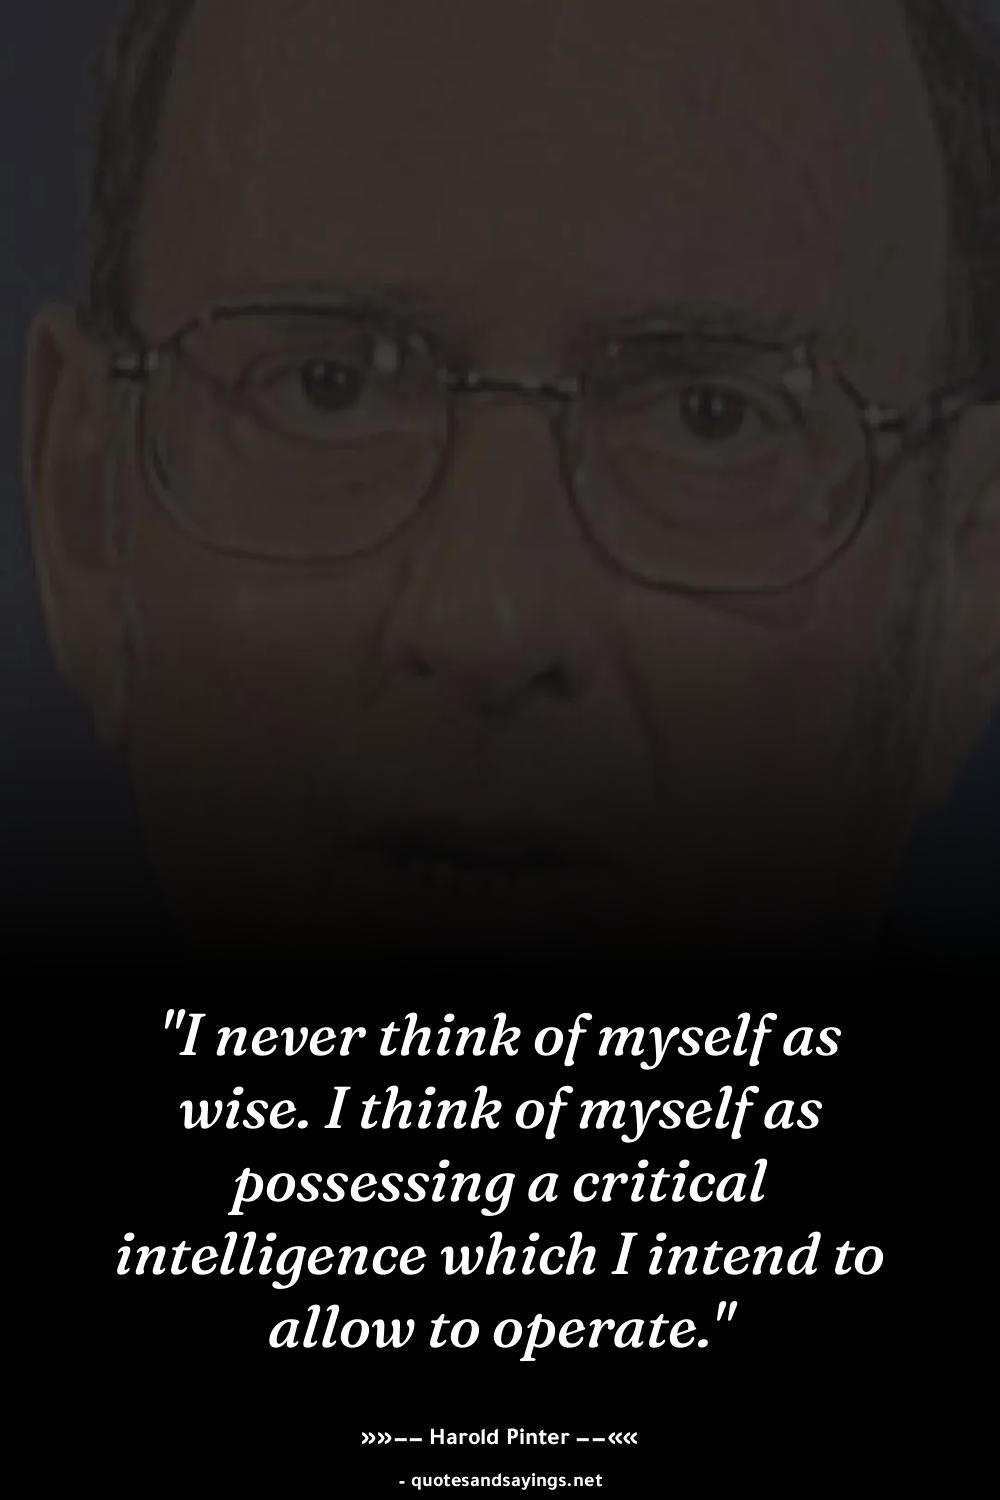 "I never think of myself as
wise. I think of myself as
possessing a critical
intelligence which I intend to
allow to operate."
»»–– Harold Pinter ––««
- quotesandsayings.net